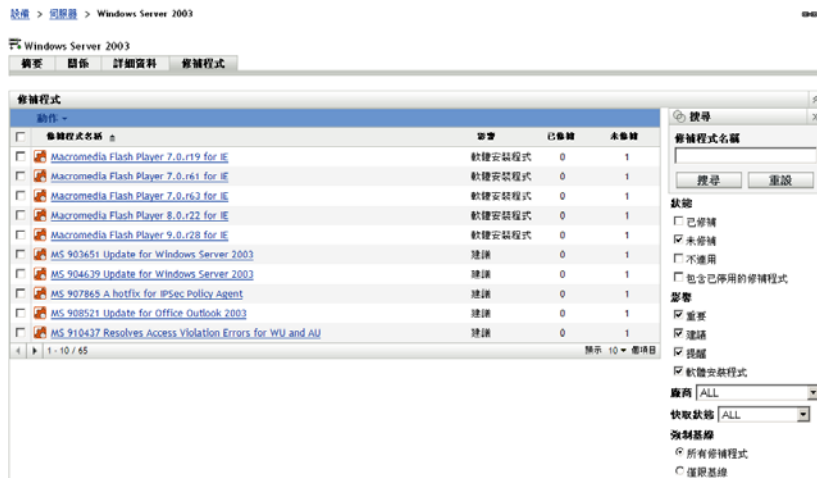 設備 > 伺服器 > Windows Server 2003
Windows Server 2003
摘要 關係 詳細資料 修補程式
修補程式
動作
修補程式名稱 影響 已修補 未修補
Macromedia Flash Player 7.0.r19 for IE 軟體安裝程式 0 1
Macromedia Flash Player 7.0.r61 for IE 軟體安裝程式 0 1
Macromedia Flash Player 7.0.r63 for IE 軟體安裝程式 0 1
Macromedia Flash Player 8.0.r22 for IE 軟體安裝程式 0 1
Macromedia Flash Player 9.0.r28 for IE 軟體安裝程式 0 1
MS 903651 Update for Windows Server 2003 建議 0 1
MS 904639 Update for Windows Server 2003 建議 0 1
MS 907865 A hotfix for IPSec Policy Agent 建議 0 1
MS 908521 Update for Office Outlook 2003 建議 0 1
MS 910437 Resolves Access Violation Errors for WU and AU 建議 0 1
1 - 10 / 65 顯示 10 個項目
搜尋
修補程式名稱
搜尋 重設
狀態
已修補
未修補
不適用
包含已停用的修補程式
影響
重要
建議
提醒
軟體安裝程式
廠商 ALL
快取狀態 ALL
強制基線
所有修補程式
僅限基線